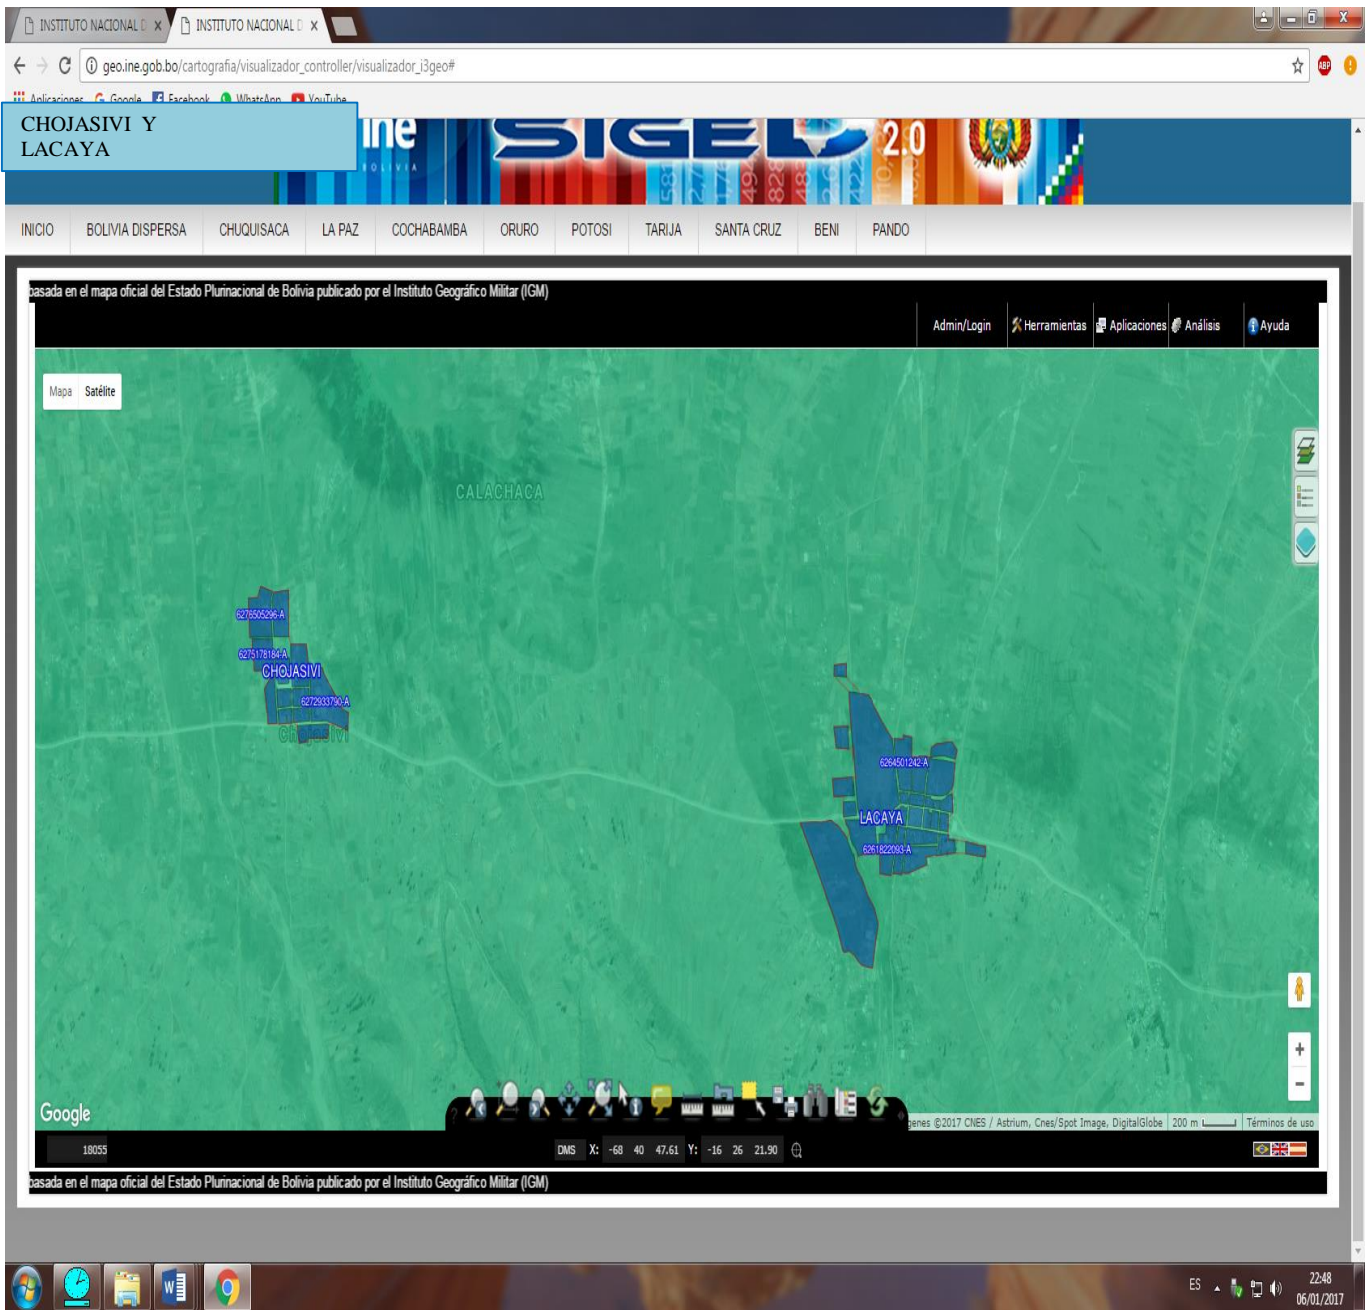 INSTITUTO NACIONAL D
INSTITUTO NACIONAL D
geo.ine.gob.bo/cartografia/visualizador_controller/visualizador_i3geo#
Aplicaciones Google Facebook WhatsApp YouTube
CHOJASIVI Y
LACAYA
ine
BOLIVIA
SIGED 2.0
INICIO BOLIVIA DISPERSA CHUQUISACA LA PAZ COCHABAMBA ORURO POTOSI TARIJA SANTA CRUZ BENI PANDO
basada en el mapa oficial del Estado Plurinacional de Bolivia publicado por el Instituto Geográfico Militar (IGM)
Admin/Login Herramientas Aplicaciones Análisis Ayuda
Mapa Satélite
CALACHACA
6276505296-A
6275178184-A
CHOJASIVI
6272933790-A
Chojasivi
6264501242-A
LACAYA
6261822093-A
Google
genes ©2017 CNES / Astrium, Cnes/Spot Image, DigitalGlobe 200 m Términos de uso
18055 DMS X: -68 40 47.61 Y: -16 26 21.90
basada en el mapa oficial del Estado Plurinacional de Bolivia publicado por el Instituto Geográfico Militar (IGM)
ES 22:48
06/01/2017